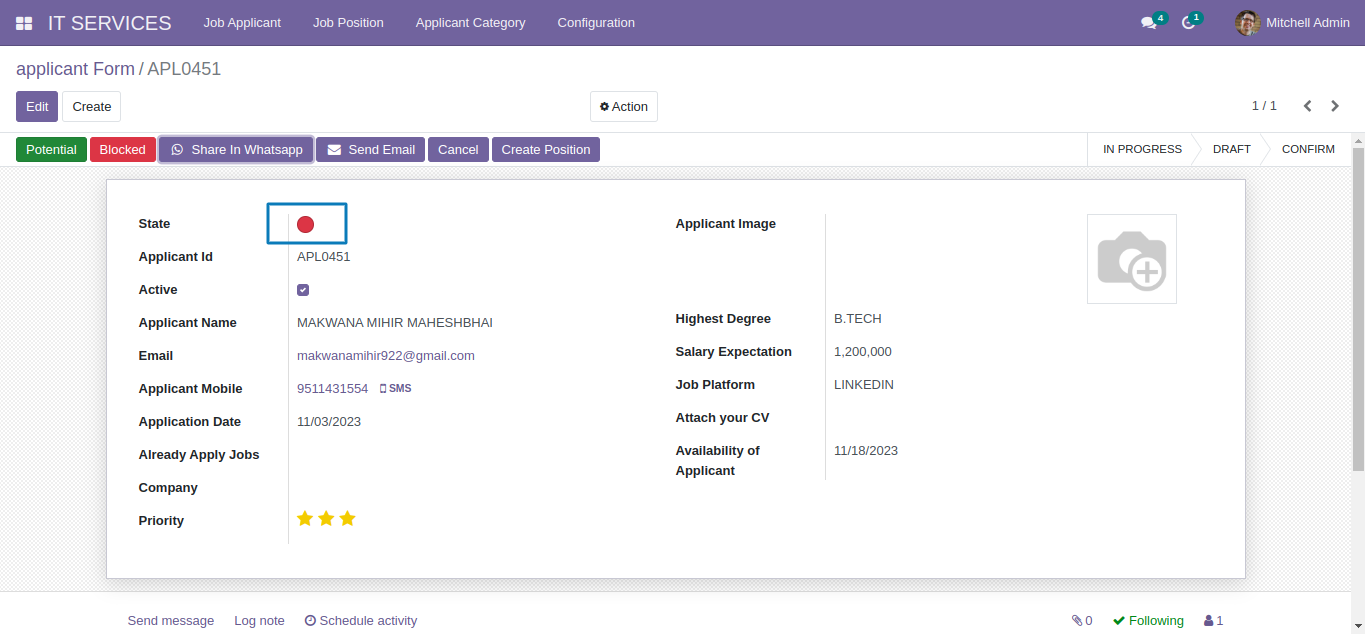 IT SERVICES Job Applicant Job Position Applicant Category Configuration 4 1 Mitchell Admin
applicant Form / APL0451
Edit Create Action 1 / 1
Potential Blocked Share In Whatsapp Send Email Cancel Create Position IN PROGRESS DRAFT CONFIRM
State
Applicant Id APL0451
Active
Applicant Name MAKWANA MIHIR MAHESHBHAI
Email makwanamihir922@gmail.com
Applicant Mobile 9511431554 SMS
Application Date 11/03/2023
Already Apply Jobs
Company
Priority
Applicant Image
Highest Degree B.TECH
Salary Expectation 1,200,000
Job Platform LINKEDIN
Attach your CV
Availability of 11/18/2023
Applicant
Send message Log note Schedule activity 0 Following 1